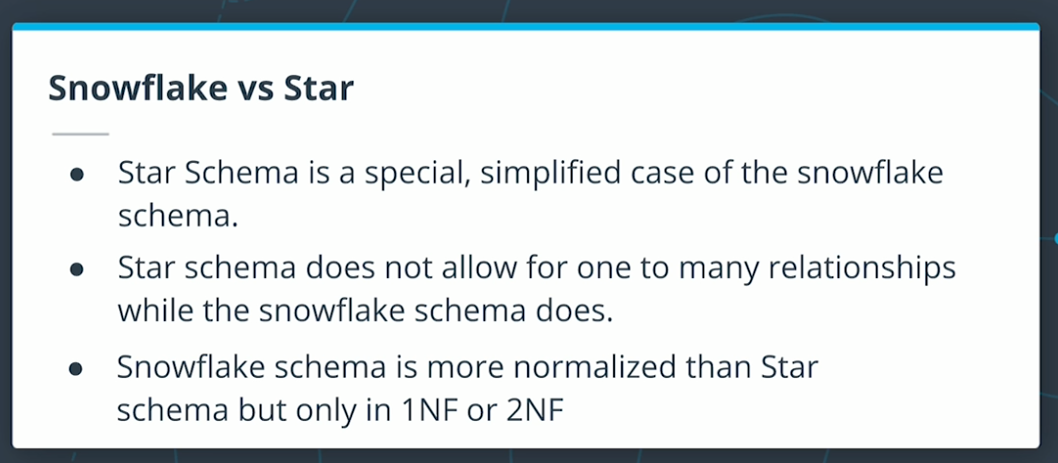 Snowflake vs Star
● Star Schema is a special, simplified case of the snowflake
schema.
● Star schema does not allow for one to many relationships
while the snowflake schema does.
● Snowflake schema is more normalized than Star
schema but only in 1NF or 2NF